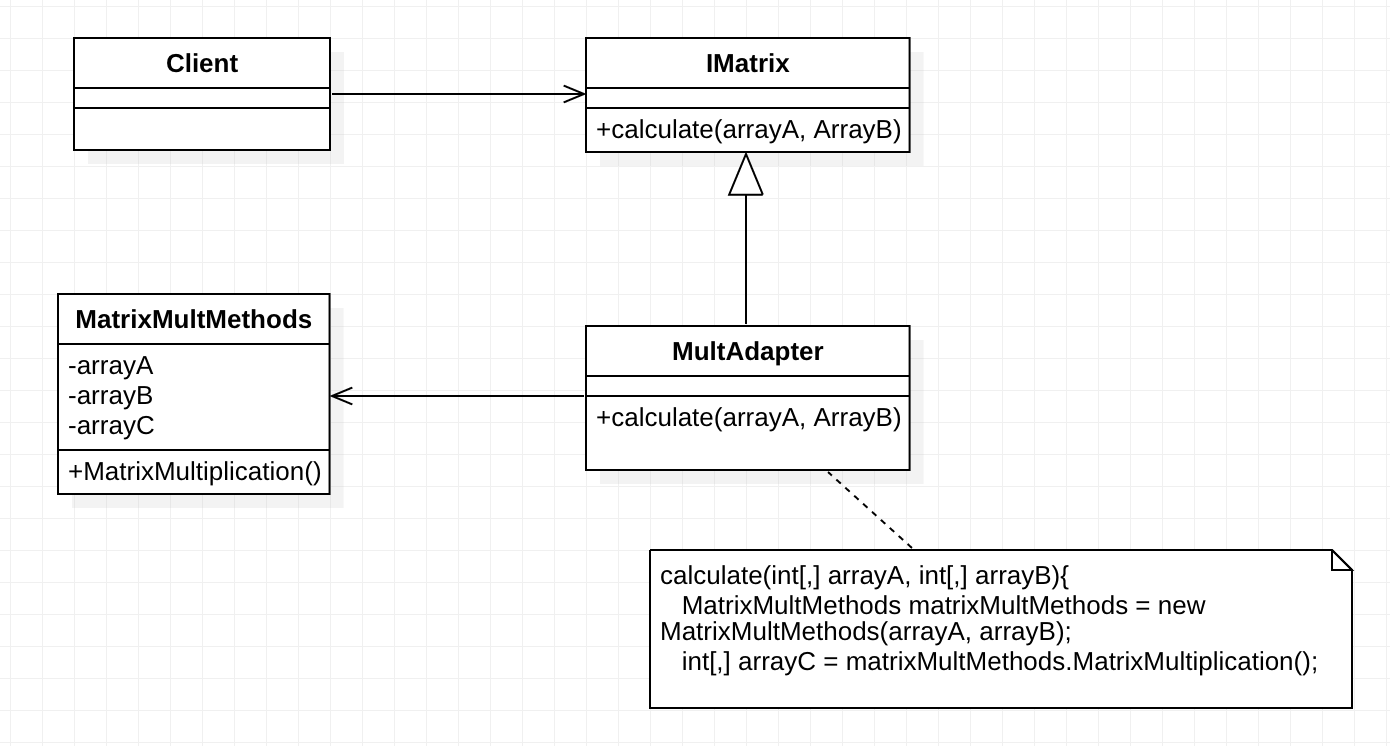 Client
IMatrix
+calculate(arrayA, ArrayB)
MatrixMultMethods
-arrayA
-arrayB
-arrayC
+MatrixMultiplication()
MultAdapter
+calculate(arrayA, ArrayB)
calculate(int[,] arrayA, int[,] arrayB){
MatrixMultMethods matrixMultMethods = new
MatrixMultMethods(arrayA, arrayB);
int[,] arrayC = matrixMultMethods.MatrixMultiplication();